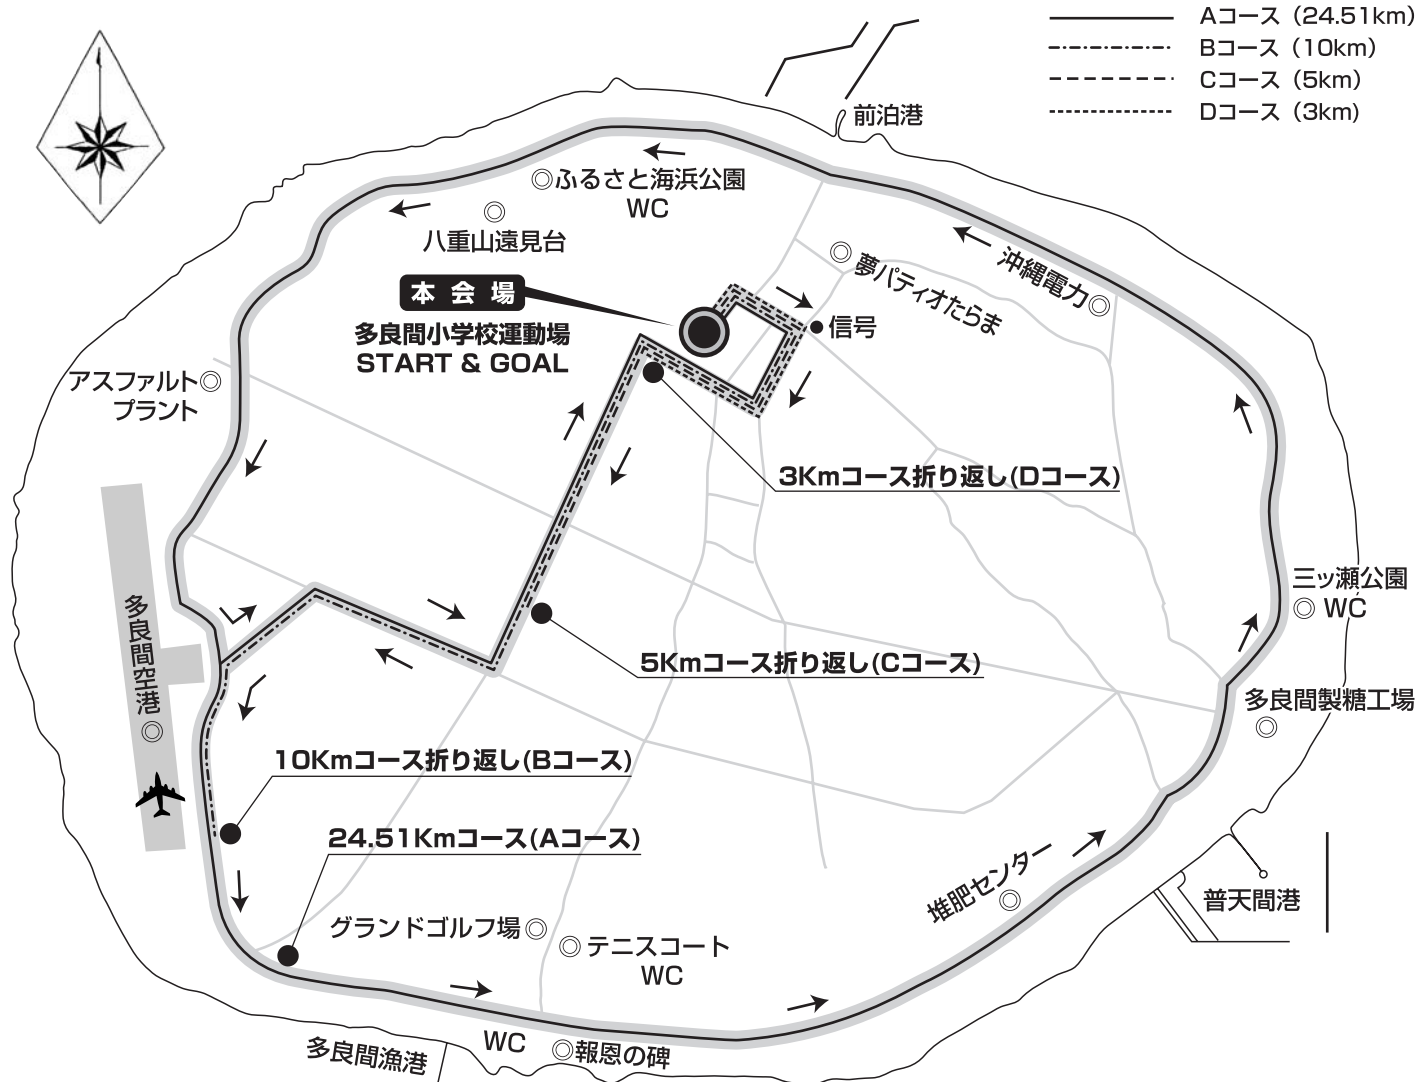 Aコース（24.51km）
Bコース（10km）
Cコース（5km）
Dコース（3km）
前泊港
ふるさと海浜公園
WC
八重山遠見台
沖縄電力
夢パティオたらま
本会場
多良間小学校運動場
START & GOAL
信号
アスファルト
プラント
3Kmコース折り返し(Dコース)
三ッ瀬公園
WC
多良間空港
5Kmコース折り返し(Cコース)
多良間製糖工場
10Kmコース折り返し(Bコース)
24.51Kmコース(Aコース)
堆肥センター
普天間港
グランドゴルフ場
テニスコート
WC
WC
報恩の碑
多良間漁港